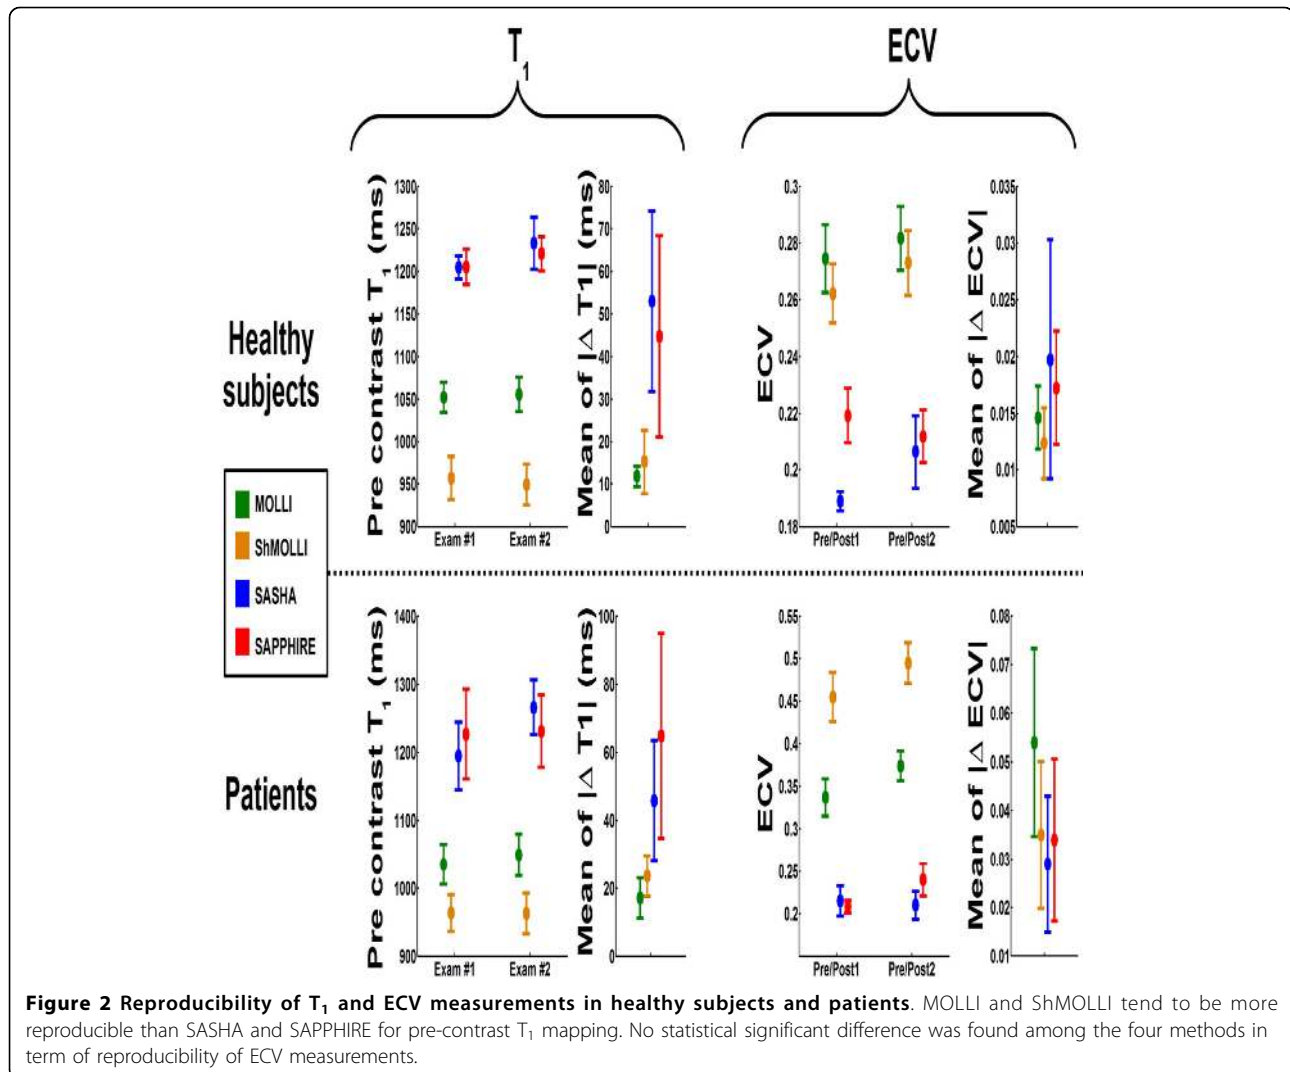 T1
ECV
Healthy
subjects
Pre contrast T1 (ms)
1300
1250
1200
1150
1100
1050
1000
950
900
Exam #1
Exam #2
Mean of |Δ T1| (ms)
80
70
60
50
40
30
20
10
0
ECV
0.3
0.28
0.26
0.24
0.22
0.2
0.18
Pre/Post1
Pre/Post2
Mean of |Δ ECV|
0.035
0.03
0.025
0.02
0.015
0.01
0.005
MOLLI
ShMOLLI
SASHA
SAPPHIRE
Patients
Pre contrast T1 (ms)
1400
1300
1200
1100
1000
900
Exam #1
Exam #2
Mean of |Δ T1| (ms)
100
80
60
40
20
0
ECV
0.55
0.5
0.45
0.4
0.35
0.3
0.25
0.2
Pre/Post1
Pre/Post2
Mean of |Δ ECV|
0.08
0.07
0.06
0.05
0.04
0.03
0.02
0.01
Figure 2 Reproducibility of T1 and ECV measurements in healthy subjects and patients. MOLLI and ShMOLLI tend to be more
reproducible than SASHA and SAPPHIRE for pre-contrast T1 mapping. No statistical significant difference was found among the four methods in
term of reproducibility of ECV measurements.